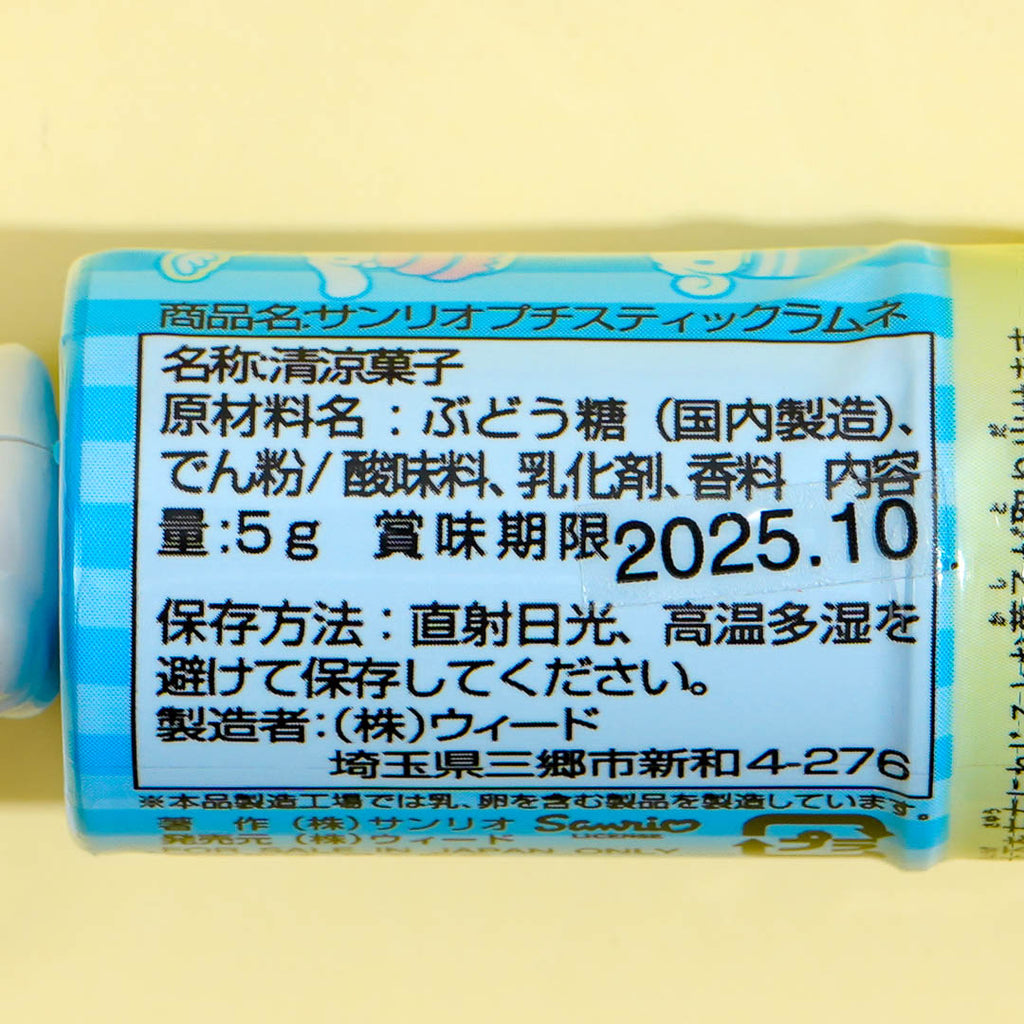 商品名:サンリオプチスティックラムネ
名称:清涼菓子
原材料名：ぶどう糖（国内製造）、
でん粉/酸味料、乳化剤、香料　内容
量:5g　賞味期限 2025.10
保存方法：直射日光、高温多湿を
避けて保存してください。
製造者:(株)ウィード
埼玉県三郷市新和4-276
※本品製造工場では乳、卵を含む製品を製造しています。
著　作 (株)サンリオ Sanrio
発売元 (株)ウィード
FOR SALE IN JAPAN ONLY
プラ